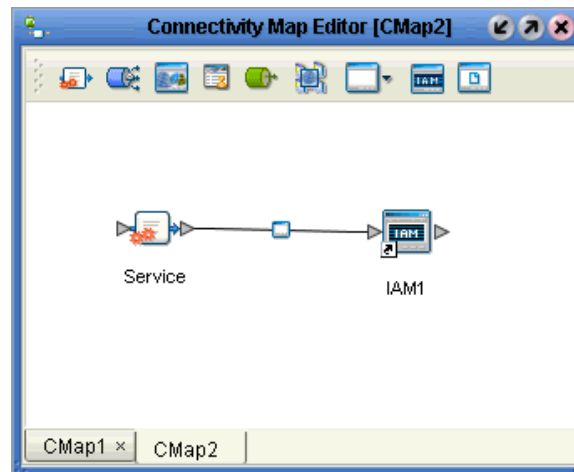 Connectivity Map Editor [CMap2]
IAM
IAM
Service
IAM1
CMap1 ×
CMap2